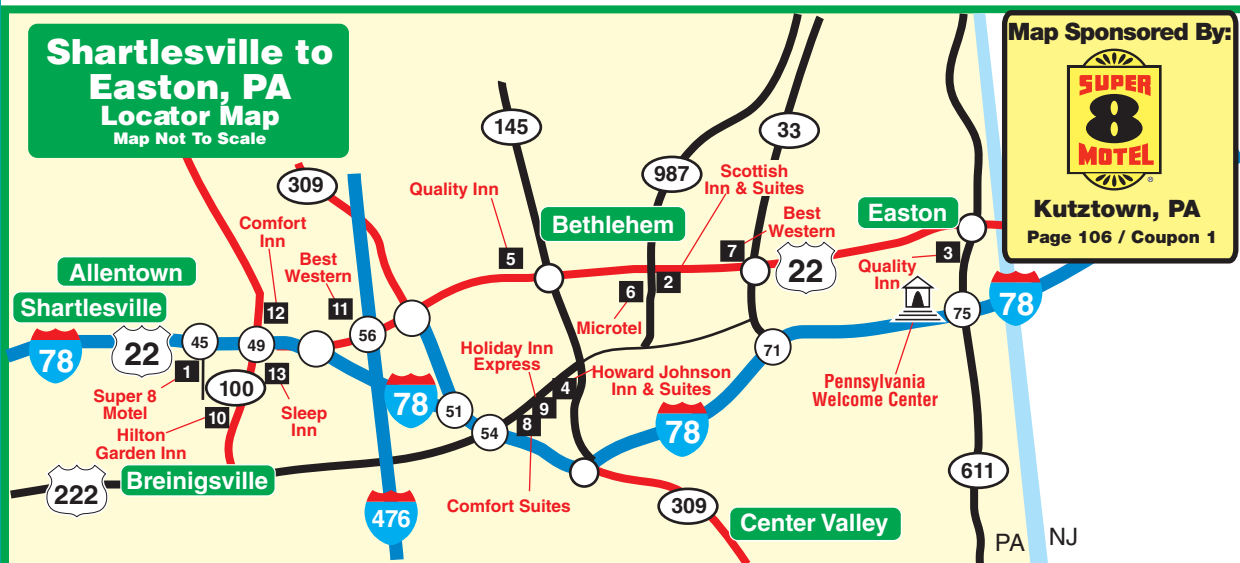 Shartlesville to
Easton, PA
Locator Map
Map Not To Scale
Map Sponsored By:
SUPER
8
MOTEL
®
Kutztown, PA
Page 106 / Coupon 1
145
33
987
309
Scottish
Inn & Suites
Quality Inn
Comfort
Inn
Best
Western
Bethlehem
Easton
Best
Western
7
22
5
3
Quality
Inn
2
6
Microtel
Allentown
Shartlesville
12
11
56
78
22
45
49
78
75
71
1
100
13
Super 8
Motel
10
Hilton
Garden Inn
Sleep
Inn
78
51
54
Holiday Inn
Express
4
Howard Johnson
Inn & Suites
9
8
78
Pennsylvania
Welcome Center
222
Breinigsville
476
Comfort Suites
309
Center Valley
611
PA
NJ